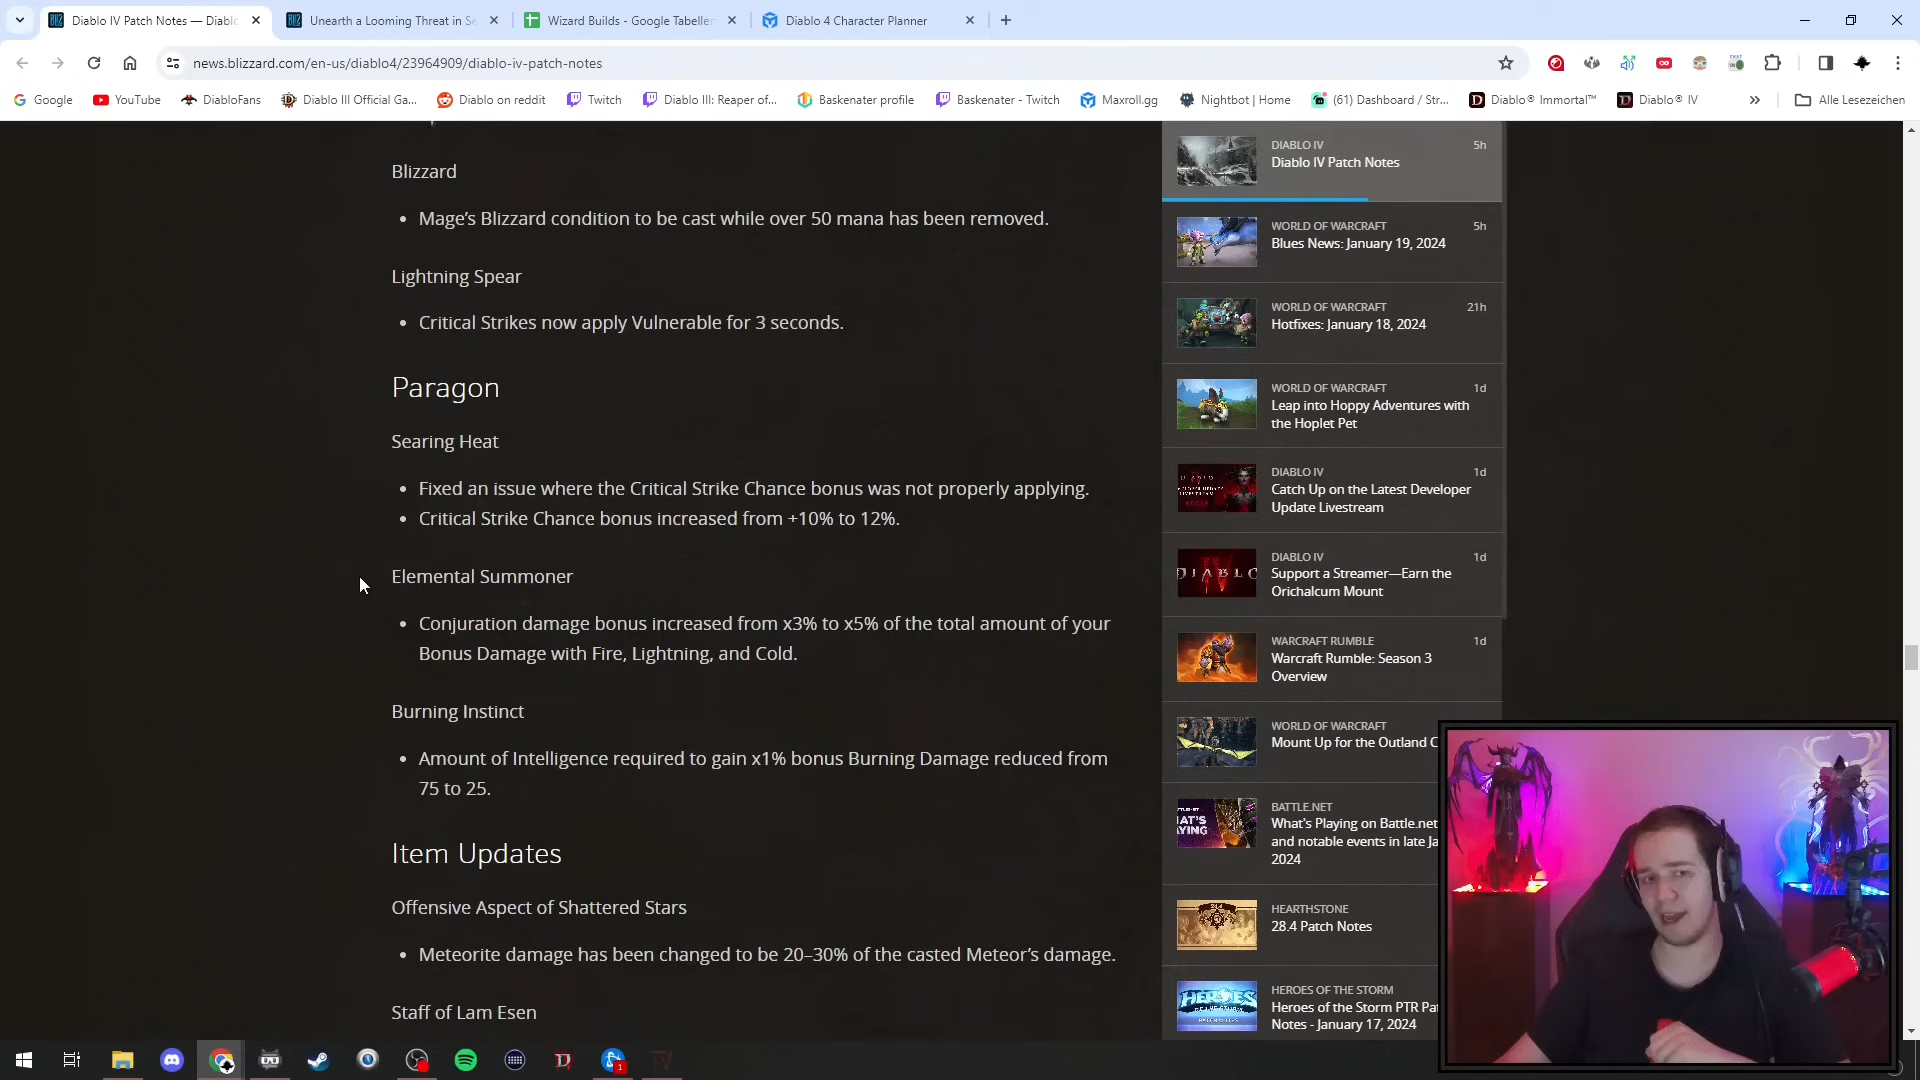 Diablo IV Patch Notes — Diabl
Unearth a Looming Threat in Se
Wizard Builds - Google Tabellen
Diablo 4 Character Planner
news.blizzard.com/en-us/diablo4/23964909/diablo-iv-patch-notes
Google
YouTube
DiabloFans
Diablo III Official Ga...
Diablo on reddit
Twitch
Diablo III: Reaper of...
Baskenater profile
Baskenater - Twitch
Maxroll.gg
Nightbot | Home
(61) Dashboard / Str...
Diablo® Immortal™
Diablo® IV
»
Alle Lesezeichen
Blizzard
• Mage's Blizzard condition to be cast while over 50 mana has been removed.
Lightning Spear
• Critical Strikes now apply Vulnerable for 3 seconds.
Paragon
Searing Heat
• Fixed an issue where the Critical Strike Chance bonus was not properly applying.
• Critical Strike Chance bonus increased from +10% to 12%.
Elemental Summoner
• Conjuration damage bonus increased from x3% to x5% of the total amount of your
Bonus Damage with Fire, Lightning, and Cold.
Burning Instinct
• Amount of Intelligence required to gain x1% bonus Burning Damage reduced from
75 to 25.
Item Updates
Offensive Aspect of Shattered Stars
• Meteorite damage has been changed to be 20–30% of the casted Meteor's damage.
Staff of Lam Esen
DIABLO IV 5h
Diablo IV Patch Notes
WORLD OF WARCRAFT 5h
Blues News: January 19, 2024
WORLD OF WARCRAFT 21h
Hotfixes: January 18, 2024
WORLD OF WARCRAFT 1d
Leap into Hoppy Adventures with
the Hoplet Pet
DIABLO IV 1d
Catch Up on the Latest Developer
Update Livestream
DIABLO IV 1d
Support a Streamer—Earn the
Orichalcum Mount
DIABLO
WARCRAFT RUMBLE 1d
Warcraft Rumble: Season 3
Overview
WORLD OF WARCRAFT
Mount Up for the Outland C
BATTLE.NET
What's Playing on Battle.net
and notable events in late Ja
2024
HEARTHSTONE
28.4 Patch Notes
HEROES OF THE STORM
Heroes of the Storm PTR Pat
Notes - January 17, 2024